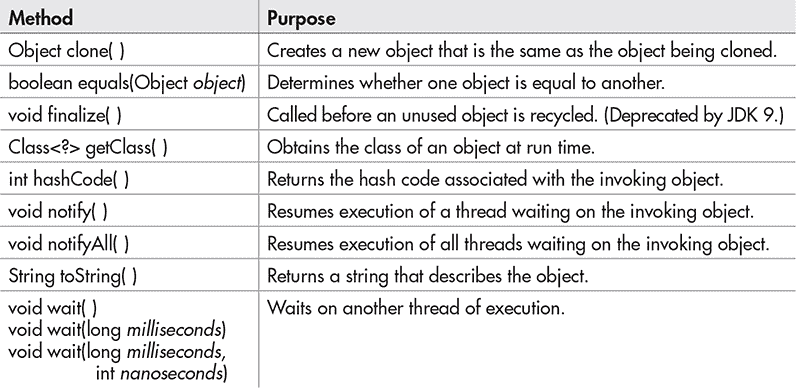 Method Purpose
Object clone( ) Creates a new object that is the same as the object being cloned.
boolean equals(Object object) Determines whether one object is equal to another.
void finalize( ) Called before an unused object is recycled. (Deprecated by JDK 9.)
Class<?> getClass( ) Obtains the class of an object at run time.
int hashCode( ) Returns the hash code associated with the invoking object.
void notify( ) Resumes execution of a thread waiting on the invoking object.
void notifyAll( ) Resumes execution of all threads waiting on the invoking object.
String toString( ) Returns a string that describes the object.
void wait( ) Waits on another thread of execution.
void wait(long milliseconds)
void wait(long milliseconds,
int nanoseconds)